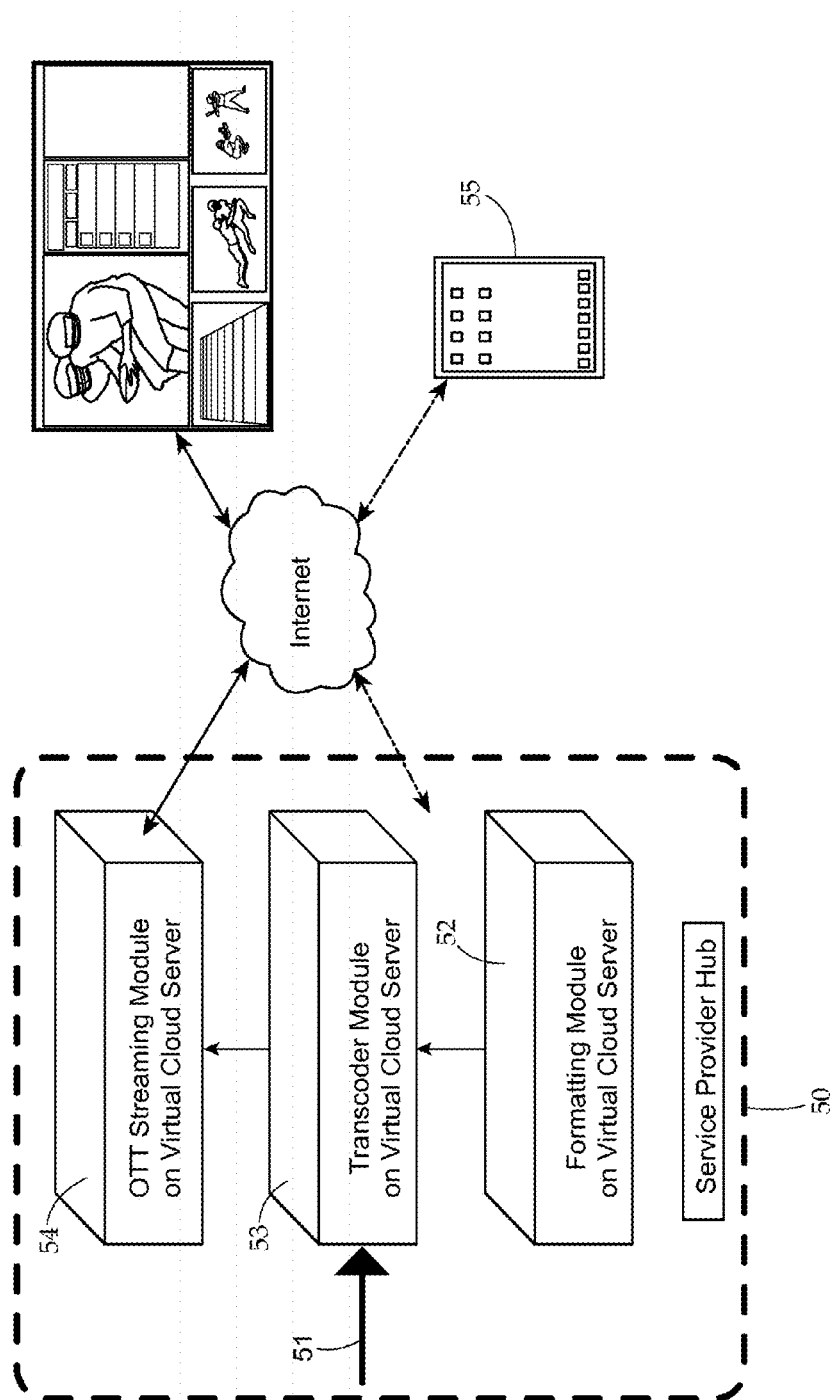 54
OTT Streaming Module
on Virtual Cloud Server
53
51
Transcoder Module
on Virtual Cloud Server
52
Formatting Module
on Virtual Cloud Server
Service Provider Hub
50
Internet
55